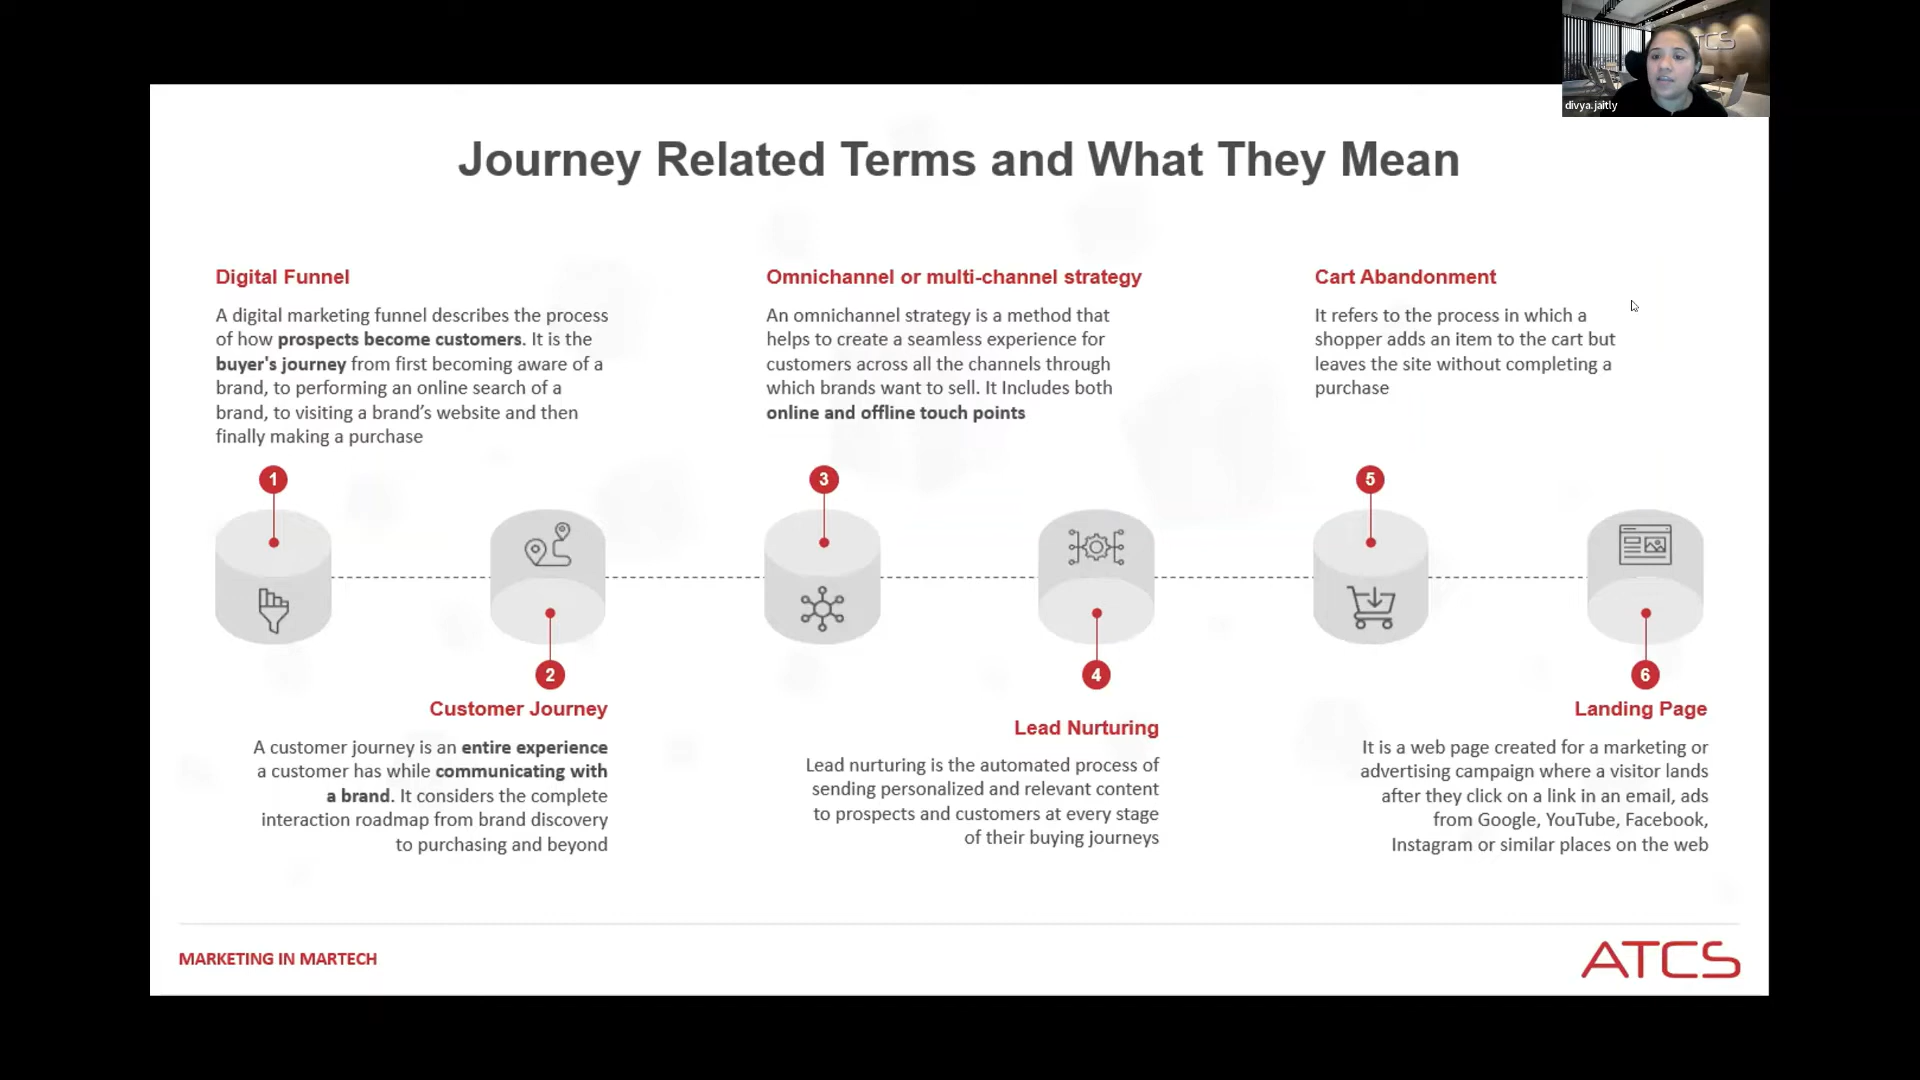 TCS
divya.jaitly
Journey Related Terms and What They Mean
Digital Funnel
A digital marketing funnel describes the process
of how prospects become customers. It is the
buyer's journey from first becoming aware of a
brand, to performing an online search of a
brand, to visiting a brand’s website and then
finally making a purchase
Omnichannel or multi-channel strategy
An omnichannel strategy is a method that
helps to create a seamless experience for
customers across all the channels through
which brands want to sell. It Includes both
online and offline touch points
Cart Abandonment
It refers to the process in which a
shopper adds an item to the cart but
leaves the site without completing a
purchase
1
3
5
2
4
6
Customer Journey
A customer journey is an entire experience
a customer has while communicating with
a brand. It considers the complete
interaction roadmap from brand discovery
to purchasing and beyond
Lead Nurturing
Lead nurturing is the automated process of
sending personalized and relevant content
to prospects and customers at every stage
of their buying journeys
Landing Page
It is a web page created for a marketing or
advertising campaign where a visitor lands
after they click on a link in an email, ads
from Google, YouTube, Facebook,
Instagram or similar places on the web
MARKETING IN MARTECH
ATCS